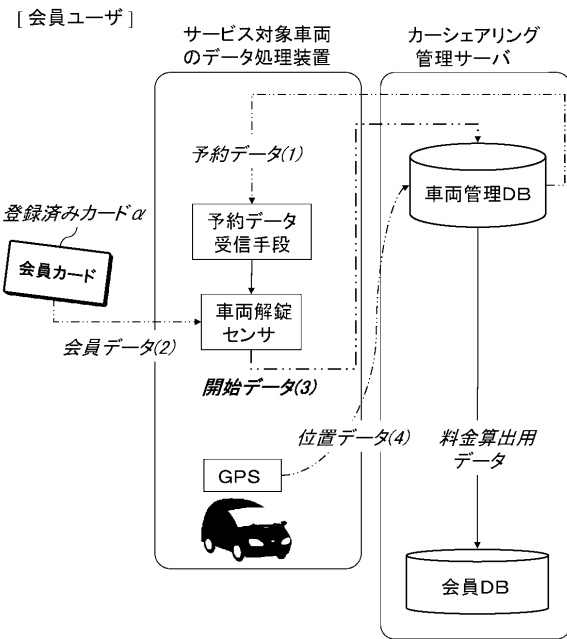 [ 会員ユーザ ]
サービス対象車両
のデータ処理装置
カーシェアリング
管理サーバ
予約データ(1)
車両管理DB
登録済みカードα
予約データ
受信手段
会員カード
車両解錠
センサ
会員データ(2)
開始データ(3)
位置データ(4)
料金算出用
データ
GPS
会員DB